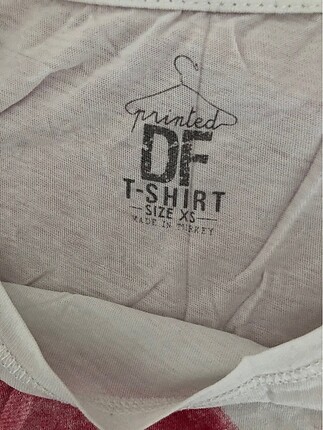 printed
DF
T-SHIRT
SIZE XS
MADE IN TURKEY